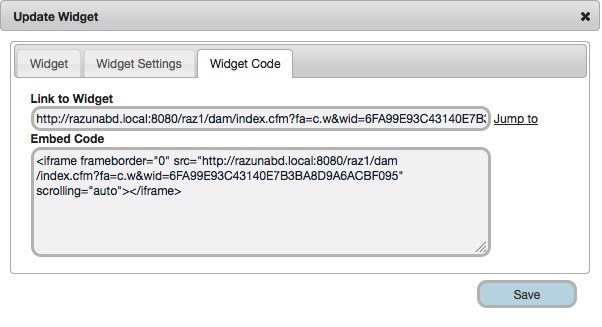 Update Widget
Widget Widget Settings Widget Code
Link to Widget
http://razunabd.local:8080/raz1/dam/index.cfm?fa=c.w&wid=6FA99E93C43140E7B3 Jump to
Embed Code
<iframe frameborder="0" src="http://razunabd.local:8080/raz1/dam
/index.cfm?fa=c.w&wid=6FA99E93C43140E7B3BA8D9A6ACBF095"
scrolling="auto"></iframe>
Save